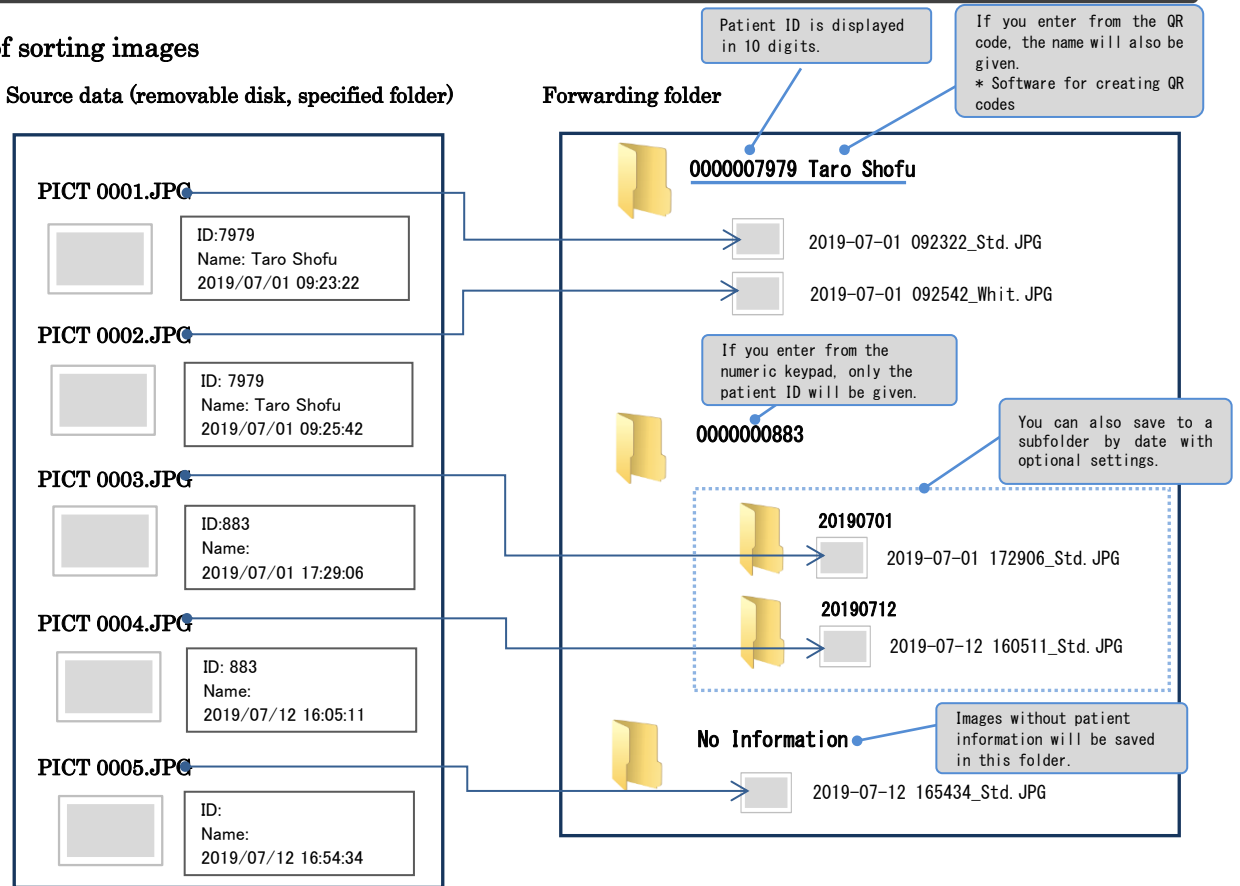 of sorting images
Source data (removable disk, specified folder)
PICT 0001.JPG
ID:7979
Name: Taro Shofu
2019/07/01 09:23:22
PICT 0002.JPG
ID: 7979
Name: Taro Shofu
2019/07/01 09:25:42
PICT 0003.JPG
ID:883
Name:
2019/07/01 17:29:06
PICT 0004.JPG
ID: 883
Name:
2019/07/12 16:05:11
PICT 0005.JPG
ID:
Name:
2019/07/12 16:54:34
Forwarding folder
Patient ID is displayed
in 10 digits.
If you enter from the QR
code, the name will also be
given.
* Software for creating QR
codes
0000007979 Taro Shofu
2019-07-01 092322_Std.JPG
2019-07-01 092542_Whit.JPG
If you enter from the
numeric keypad, only the
patient ID will be given.
0000000883
You can also save to a
subfolder by date with
optional settings.
20190701
2019-07-01 172906_Std.JPG
20190712
2019-07-12 160511_Std.JPG
No Information
Images without patient
information will be saved
in this folder.
2019-07-12 165434_Std.JPG